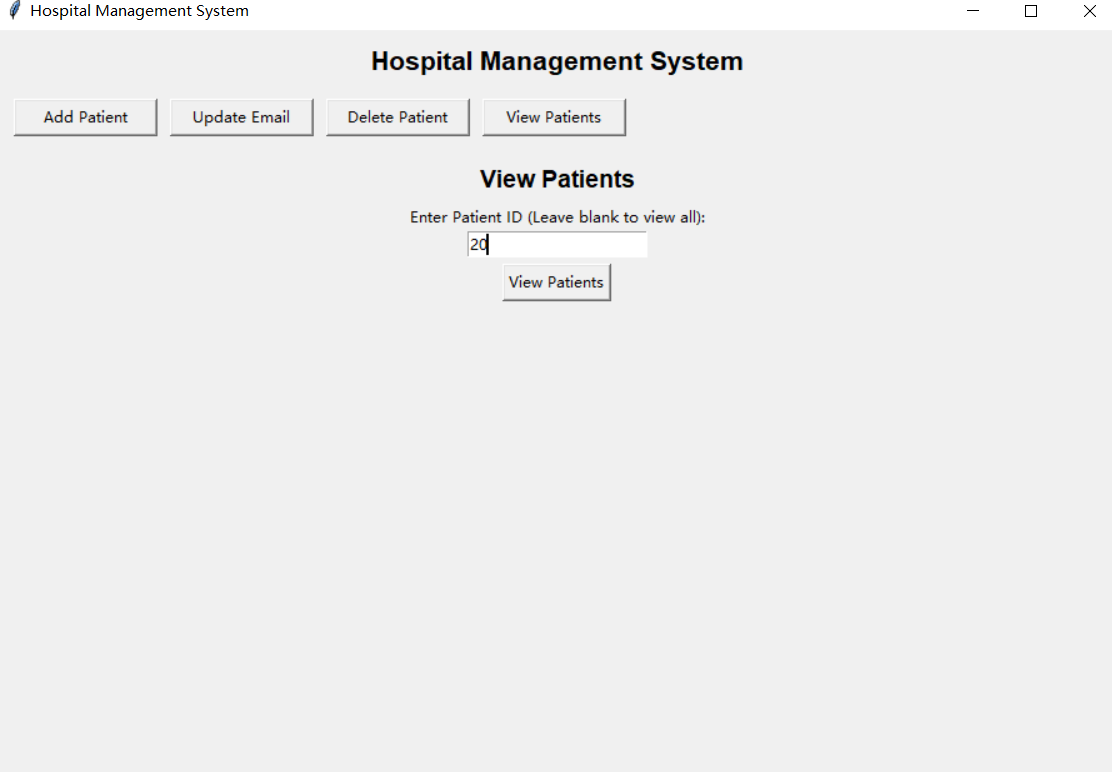 Hospital Management System
Hospital Management System
Add Patient Update Email Delete Patient View Patients
View Patients
Enter Patient ID (Leave blank to view all):
20
View Patients